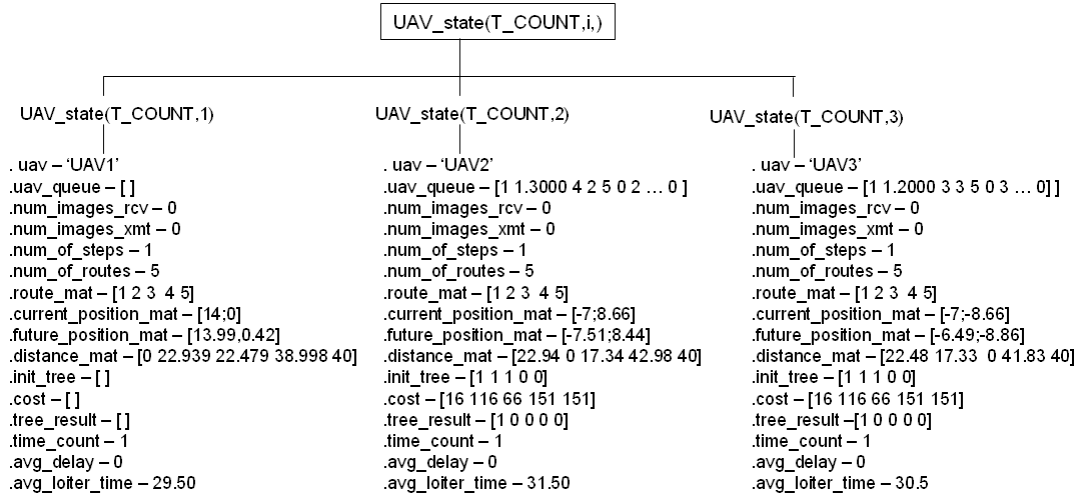 UAV_state(T_COUNT,i,)
UAV_state(T_COUNT,1)
. uav – ‘UAV1’
.uav_queue – [ ]
.num_images_rcv – 0
.num_images_xmt – 0
.num_of_steps – 1
.num_of_routes – 5
.route_mat – [1 2 3  4 5]
.current_position_mat – [14;0]
.future_position_mat – [13.99,0.42]
.distance_mat – [0 22.939 22.479 38.998 40]
.init_tree – [ ]
.cost – [ ]
.tree_result – []
.time_count – 1
.avg_delay – 0
.avg_loiter_time – 29.50
UAV_state(T_COUNT,2)
. uav – ‘UAV2’
.uav_queue – [1 1.3000 4 2 5 0 2 … 0 ]
.num_images_rcv – 0
.num_images_xmt – 0
.num_of_steps – 1
.num_of_routes – 5
.route_mat – [1 2 3  4 5]
.current_position_mat – [-7;8.66]
.future_position_mat – [-7.51;8.44]
.distance_mat – [22.94 0 17.34 42.98 40]
.init_tree – [1 1 1 0 0]
.cost – [16 116 66 151 151]
.tree_result –[1 0 0 0 0]
.time_count – 1
.avg_delay – 0
.avg_loiter_time – 31.50
UAV_state(T_COUNT,3)
. uav – ‘UAV3’
.uav_queue – [1 1.2000 3 3 5 0 3 … 0] ]
.num_images_rcv – 0
.num_images_xmt – 0
.num_of_steps – 1
.num_of_routes – 5
.route_mat – [1 2 3  4 5]
.current_position_mat – [-7;-8.66]
.future_position_mat – [-6.49;-8.86]
.distance_mat – [22.48 17.33  0 41.83 40]
.init_tree – [1 1 1 0 0]
.cost – [16 116 66 151 151]
.tree_result –[1 0 0 0 0]
.time_count – 1
.avg_delay – 0
.avg_loiter_time – 30.5